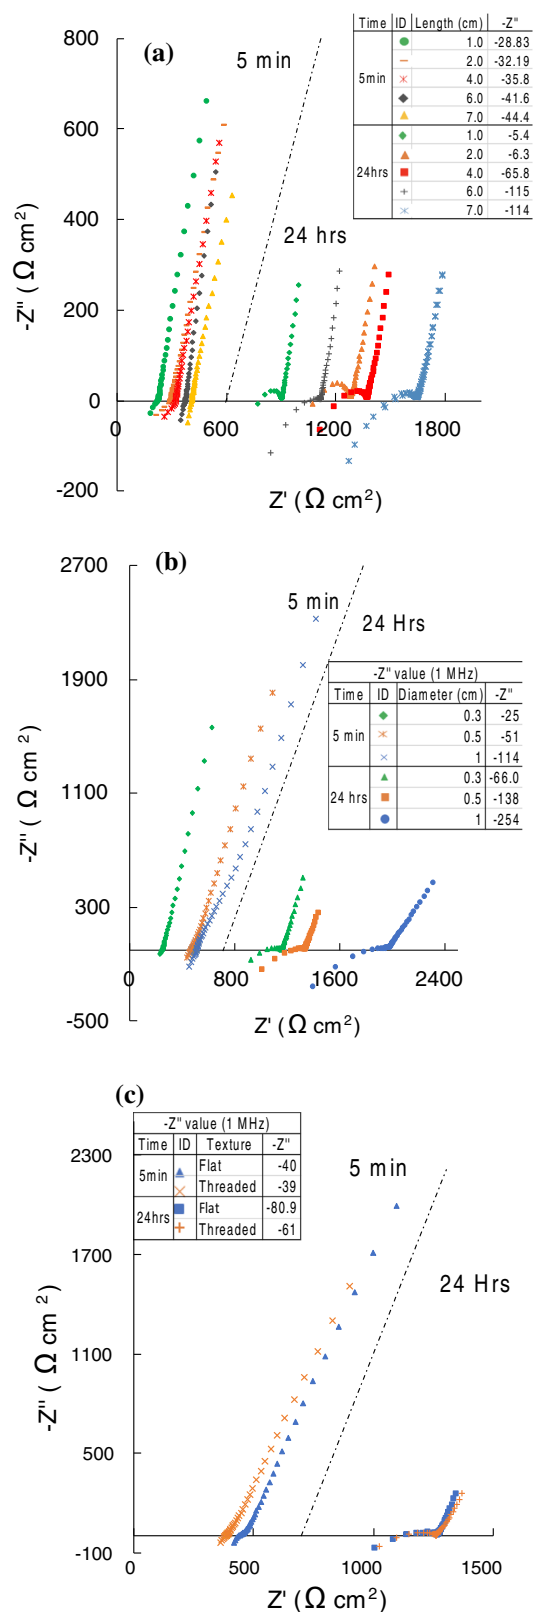 (a)
5 min
24 hrs
Time ID Length (cm) -Z"
5min
1.0 -28.83
2.0 -32.19
4.0 -35.8
6.0 -41.6
7.0 -44.4
24hrs
1.0 -5.4
2.0 -6.3
4.0 -65.8
6.0 -115
7.0 -114
800
600
400
200
0
-200
-Z" ( Ω cm²)
0 600 1200 1800
Z' ( Ω cm²)
(b)
5 min
24 Hrs
-Z" value (1 MHz)
Time ID Diameter (cm) -Z"
5 min
0.3 -25
0.5 -51
1 -114
24 hrs
0.3 -66.0
0.5 -138
1 -254
2700
1900
1100
300
-500
-Z" ( Ω cm²)
0 800 1600 2400
Z' ( Ω cm²)
(c)
-Z" value (1 MHz)
Time ID Texture -Z"
5min
Flat -40
Threaded -39
24hrs
Flat -80.9
Threaded -61
5 min
24 Hrs
2300
1700
1100
500
-100
-Z" ( Ω cm²)
0 500 1000 1500
Z' ( Ω cm²)